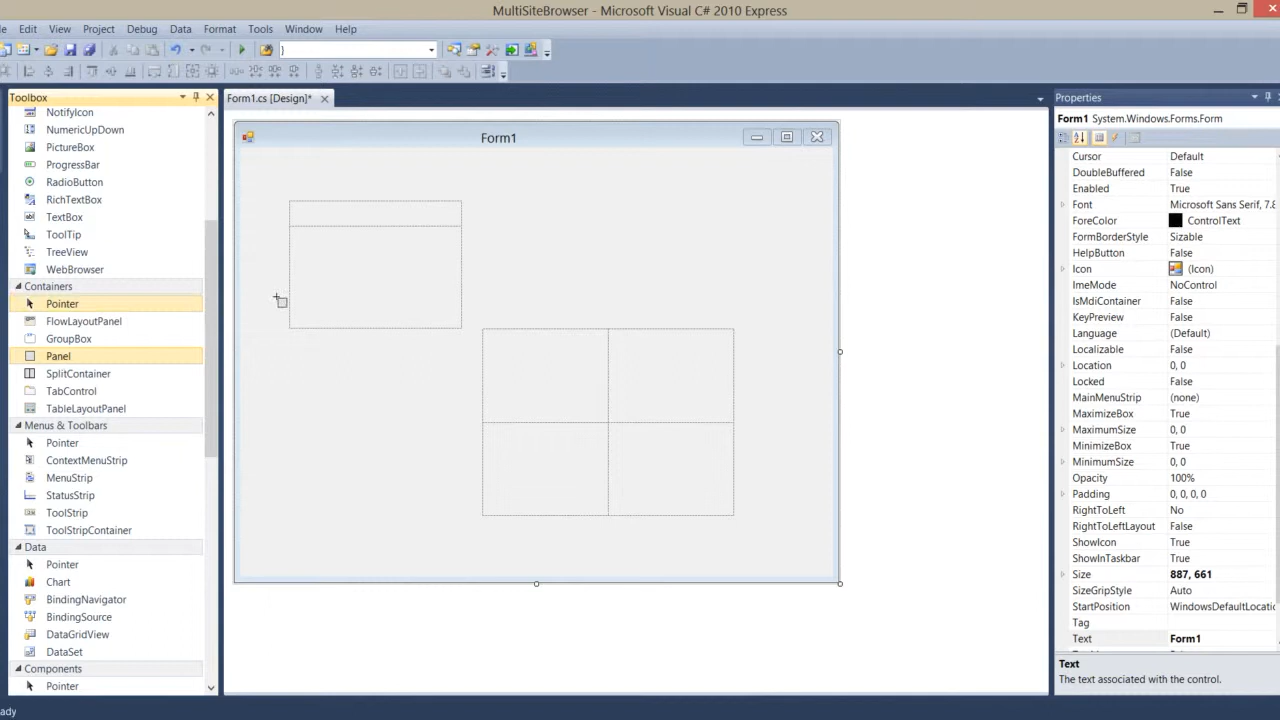 MultiSiteBrowser - Microsoft Visual C# 2010 Express
Edit View Project Debug Data Format Tools Window Help
}
Toolbox
NotifyIcon
NumericUpDown
PictureBox
ProgressBar
RadioButton
RichTextBox
TextBox
ToolTip
TreeView
WebBrowser
Containers
Pointer
FlowLayoutPanel
GroupBox
Panel
SplitContainer
TabControl
TableLayoutPanel
Menus & Toolbars
Pointer
ContextMenuStrip
MenuStrip
StatusStrip
ToolStrip
ToolStripContainer
Data
Pointer
Chart
BindingNavigator
BindingSource
DataGridView
DataSet
Components
Pointer
Form1.cs [Design]*
Form1
Properties
Form1 System.Windows.Forms.Form
Cursor Default
DoubleBuffered False
Enabled True
Font Microsoft Sans Serif, 7.8
ForeColor ControlText
FormBorderStyle Sizable
HelpButton False
Icon (Icon)
ImeMode NoControl
IsMdiContainer False
KeyPreview False
Language (Default)
Localizable False
Location 0, 0
Locked False
MainMenuStrip (none)
MaximizeBox True
MaximumSize 0, 0
MinimizeBox True
MinimumSize 0, 0
Opacity 100%
Padding 0, 0, 0, 0
RightToLeft No
RightToLeftLayout False
ShowIcon True
ShowInTaskbar True
Size 887, 661
SizeGripStyle Auto
StartPosition WindowsDefaultLocatio
Tag
Text Form1
Text
The text associated with the control.
ady